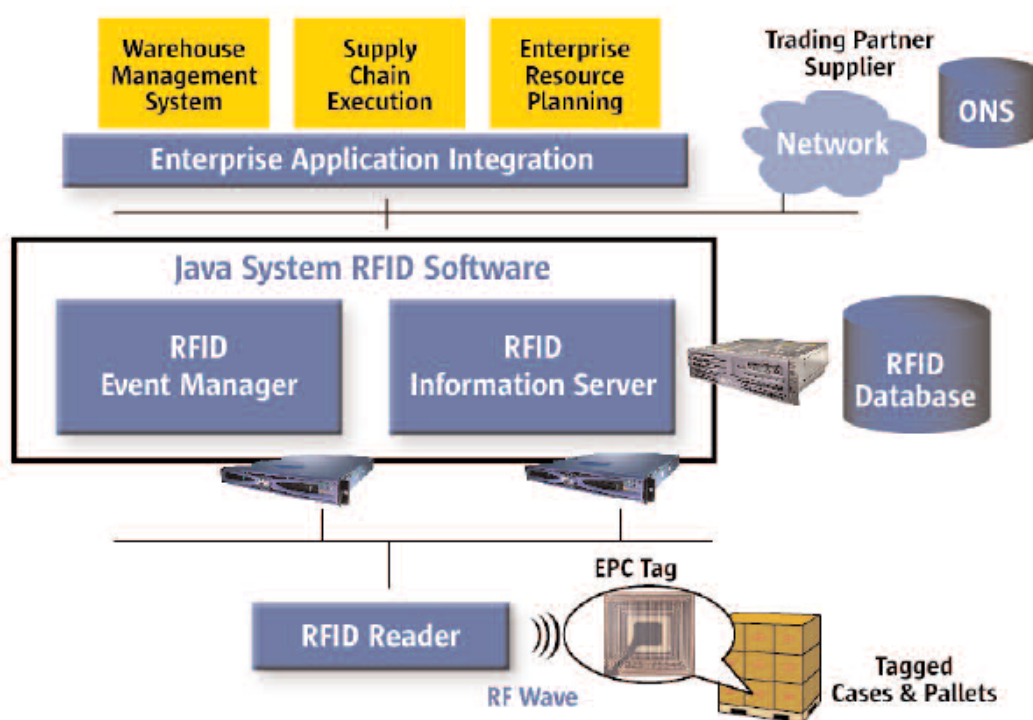 Warehouse
Management
System
Supply
Chain
Execution
Enterprise
Resource
Planning
Trading Partner
Supplier
ONS
Network
Enterprise Application Integration
Java System RFID Software
RFID
Event Manager
RFID
Information Server
RFID
Database
EPC Tag
RFID Reader
RF Wave
Tagged
Cases & Pallets